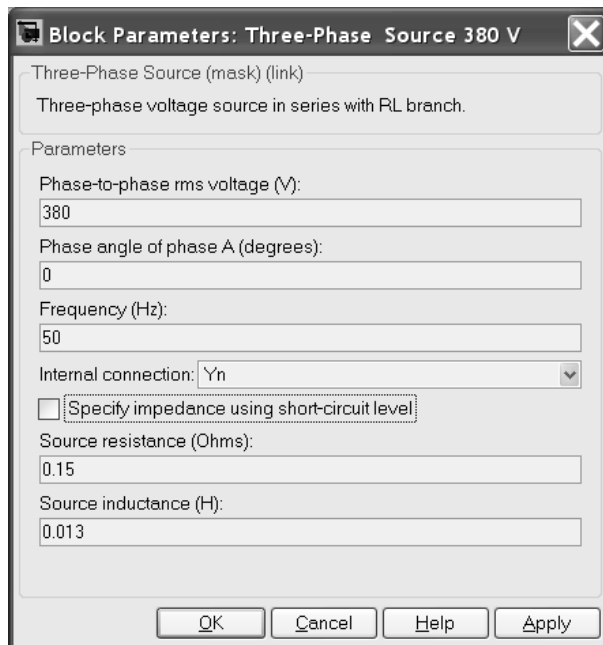 Block Parameters: Three-Phase Source 380 V
Three-Phase Source (mask) (link)
Three-phase voltage source in series with RL branch.
Parameters
Phase-to-phase rms voltage (V):
380
Phase angle of phase A (degrees):
0
Frequency (Hz):
50
Internal connection: Yn
Specify impedance using short-circuit level
Source resistance (Ohms):
0.15
Source inductance (H):
0.013
OK Cancel Help Apply